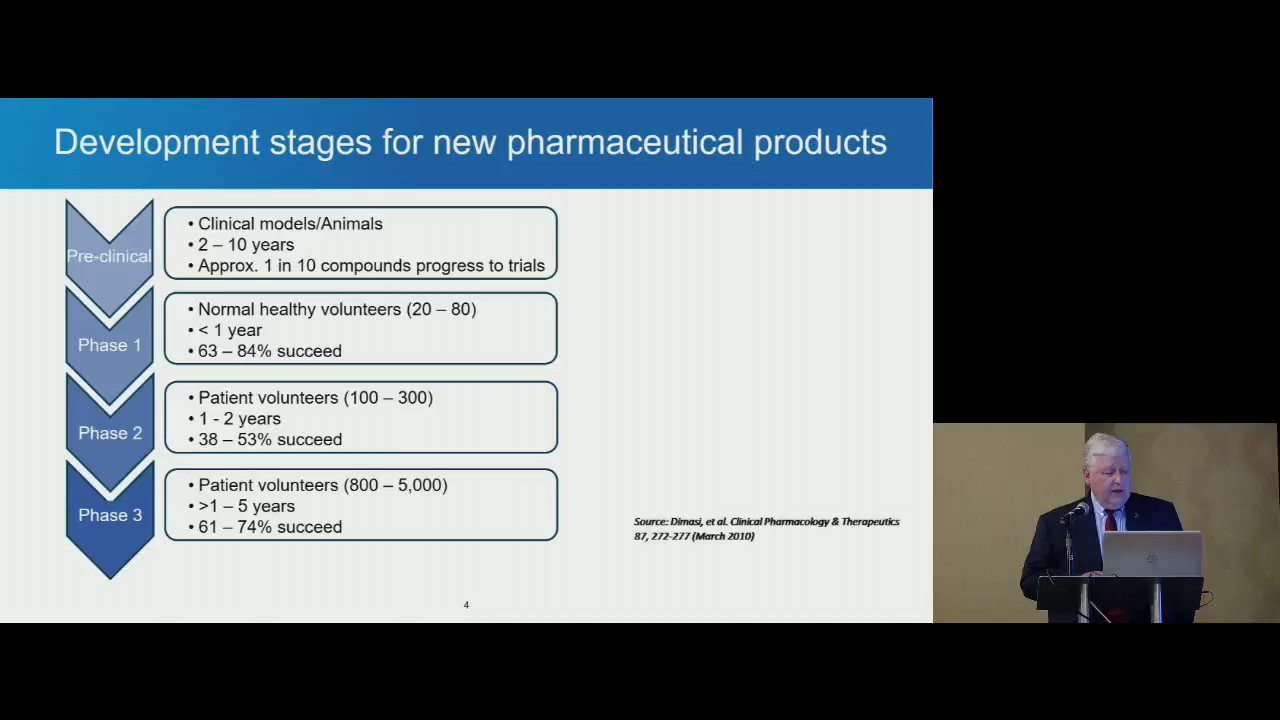 Development stages for new pharmaceutical products
Pre-clinical
• Clinical models/Animals
• 2 – 10 years
• Approx. 1 in 10 compounds progress to trials
Phase 1
• Normal healthy volunteers (20 – 80)
• < 1 year
• 63 – 84% succeed
Phase 2
• Patient volunteers (100 – 300)
• 1 - 2 years
• 38 – 53% succeed
Phase 3
• Patient volunteers (800 – 5,000)
• >1 – 5 years
• 61 – 74% succeed
Source: Dimasi, et al. Clinical Pharmacology & Therapeutics
87, 272-277 (March 2010)
4